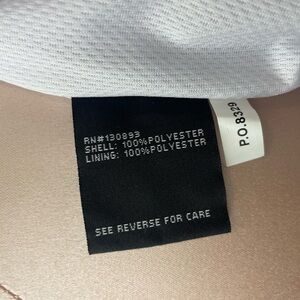 RN#130893
SHELL: 100%POLYESTER
LINING: 100%POLYESTER
SEE REVERSE FOR CARE
P.O.8329